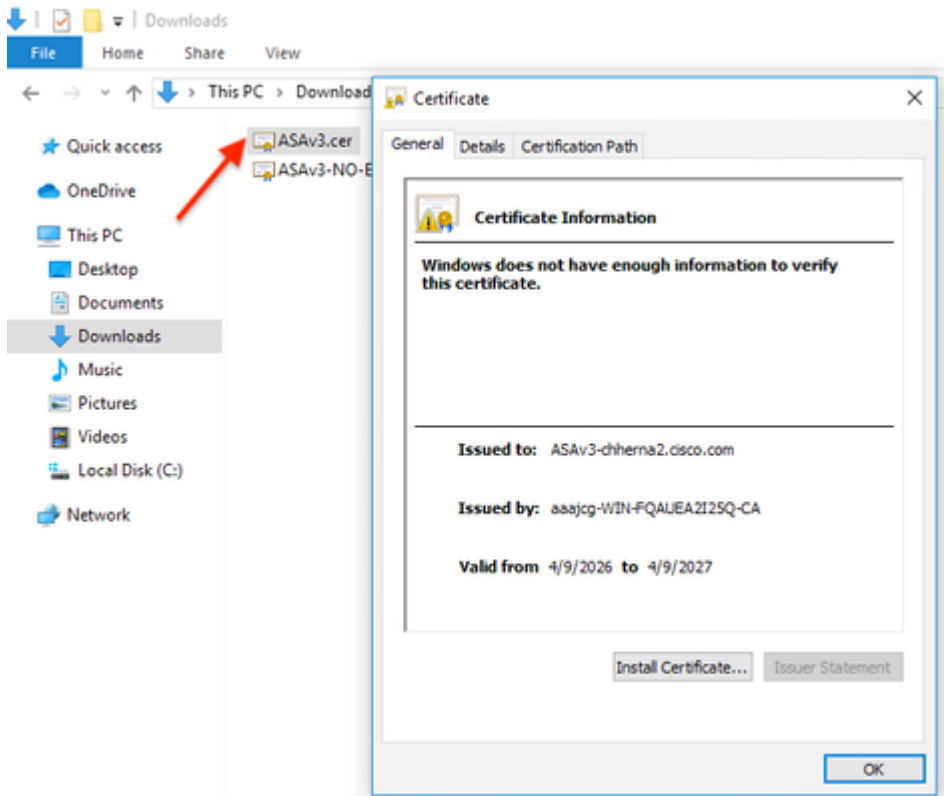 Downloads
File Home Share View
This PC > Download
Quick access
OneDrive
This PC
Desktop
Documents
Downloads
Music
Pictures
Videos
Local Disk (C:)
Network
ASAv3.cer
ASAv3-NO-E
Certificate
General Details Certification Path
Certificate Information
Windows does not have enough information to verify
this certificate.
Issued to: ASAv3-chherna2.cisco.com
Issued by: aaajcg-WIN-FQAUEA2I2SQ-CA
Valid from 4/9/2026 to 4/9/2027
Install Certificate... Issuer Statement
OK